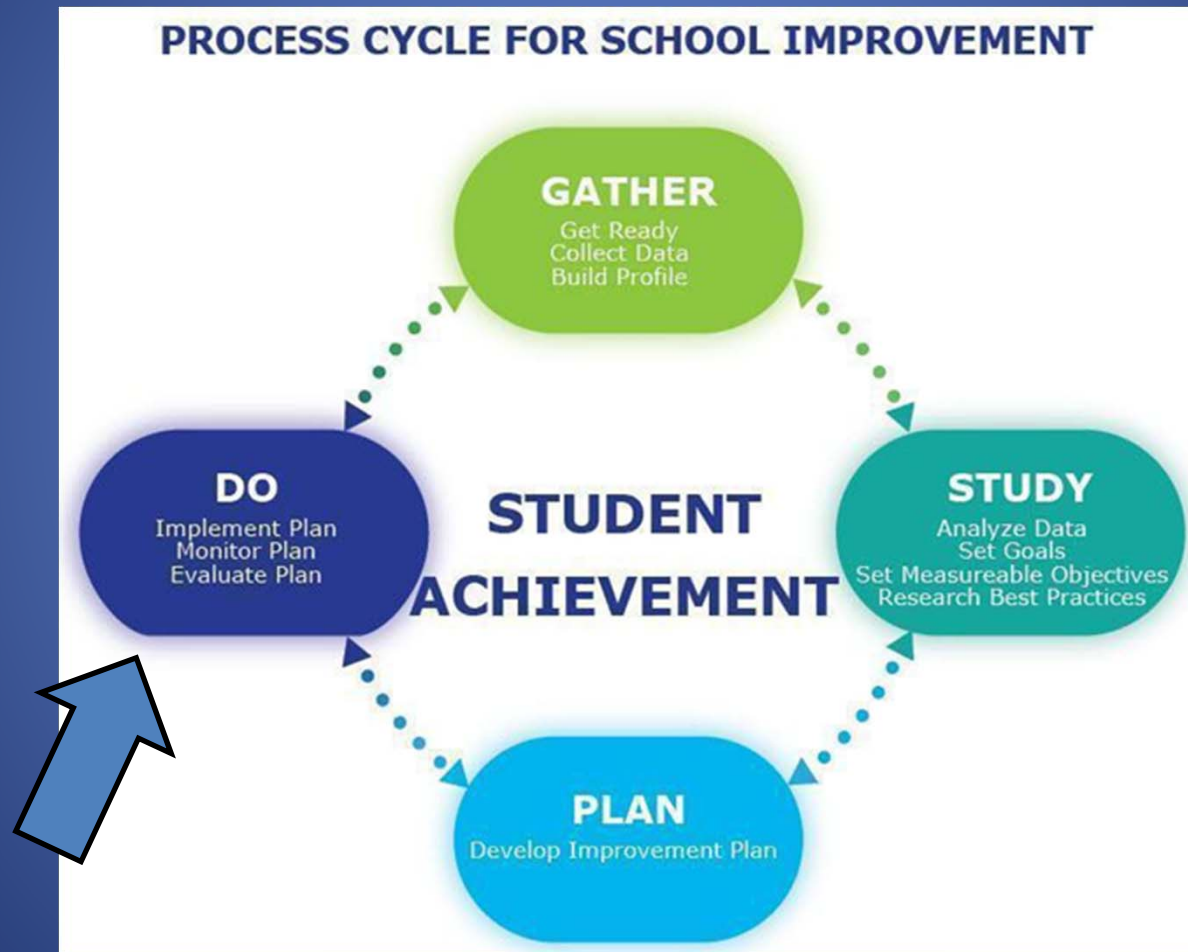 PROCESS CYCLE FOR SCHOOL IMPROVEMENT
GATHER
Get Ready
Collect Data
Build Profile
DO
Implement Plan
Monitor Plan
Evaluate Plan
STUDENT
ACHIEVEMENT
STUDY
Analyze Data
Set Goals
Set Measureable Objectives
Research Best Practices
PLAN
Develop Improvement Plan